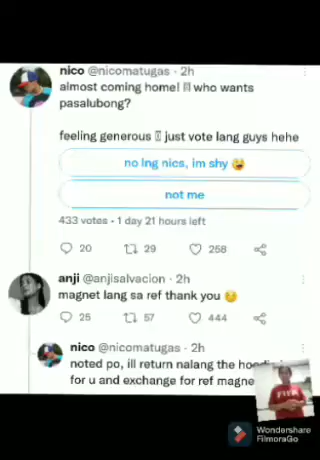 nico @nicomatugas · 2h
almost coming home! who wants
pasalubong?
feeling generous just vote lang guys hehe
no lng nics, im shy 😩
not me
433 votes · 1 day 21 hours left
20 29 258
anji @anjisalvacion · 2h
magnet lang sa ref thank you 🥺
25 57 444
nico @nicomatugas · 2h
noted po, ill return nalang the
for u and exchange for ref
Wondershare
FilmoraGo